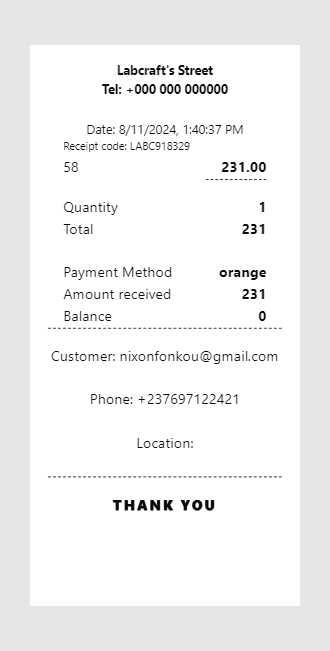 Labcraft's Street
Tel: +000 000 000000
Date: 8/11/2024, 1:40:37 PM
Receipt code: LABC918329
58 231.00
Quantity 1
Total 231
Payment Method orange
Amount received 231
Balance 0
Customer: nixonfonkou@gmail.com
Phone: +237697122421
Location:
THANK YOU